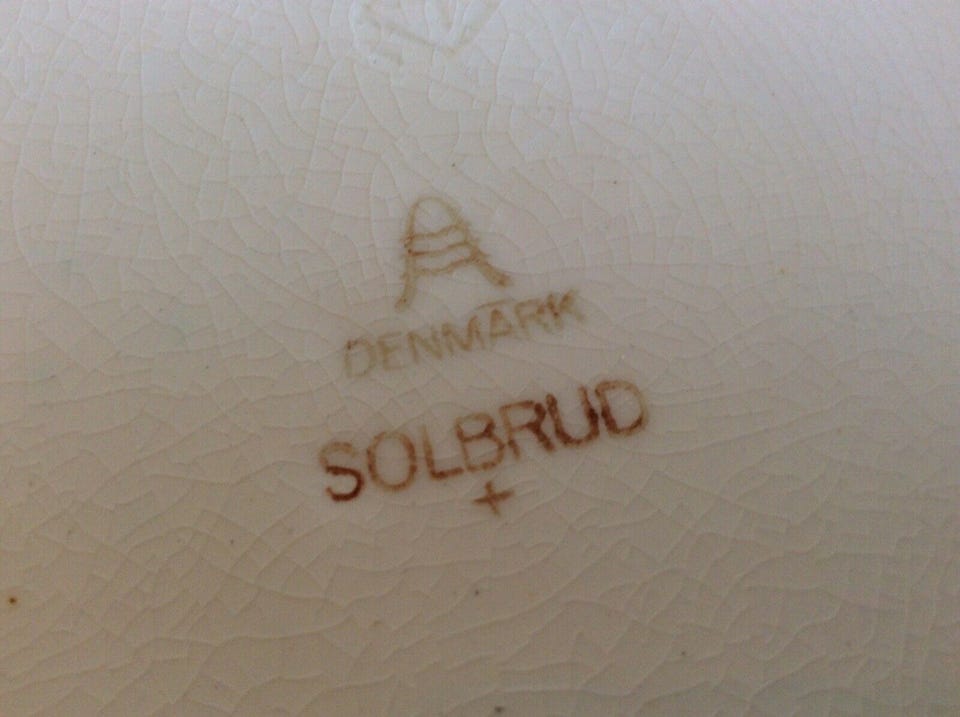 DENMARK
SOLBRUD
+